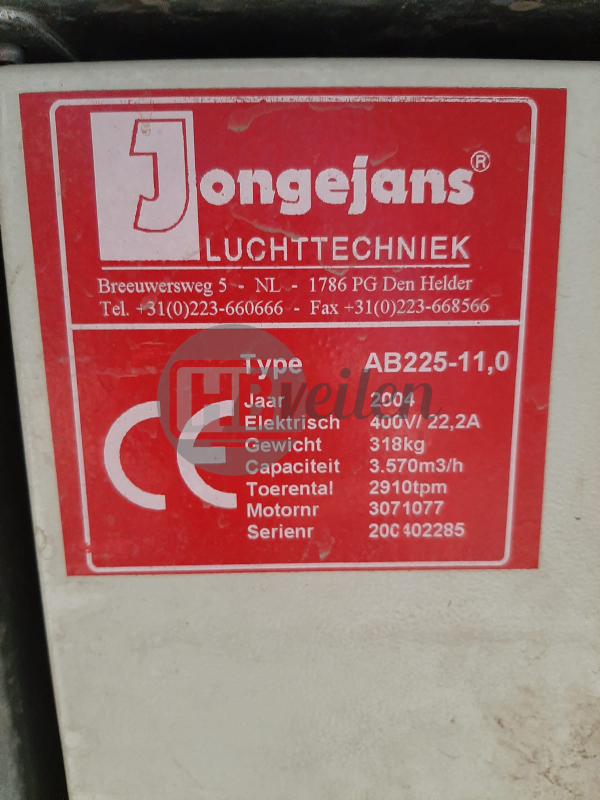 Jongejans®
LUCHTTECHNIEK
Breeuwersweg 5 - NL - 1786 PG Den Helder
Tel. +31(0)223-660666 - Fax +31(0)223-668566
Type AB225-11,0
Jaar 2004
Elektrisch 400V// 22,2A
Gewicht 318kg
Capaciteit 3.570m3/h
Toerental 2910tpm
Motornr 3071077
Serienr 200402285
CE
HB veilen